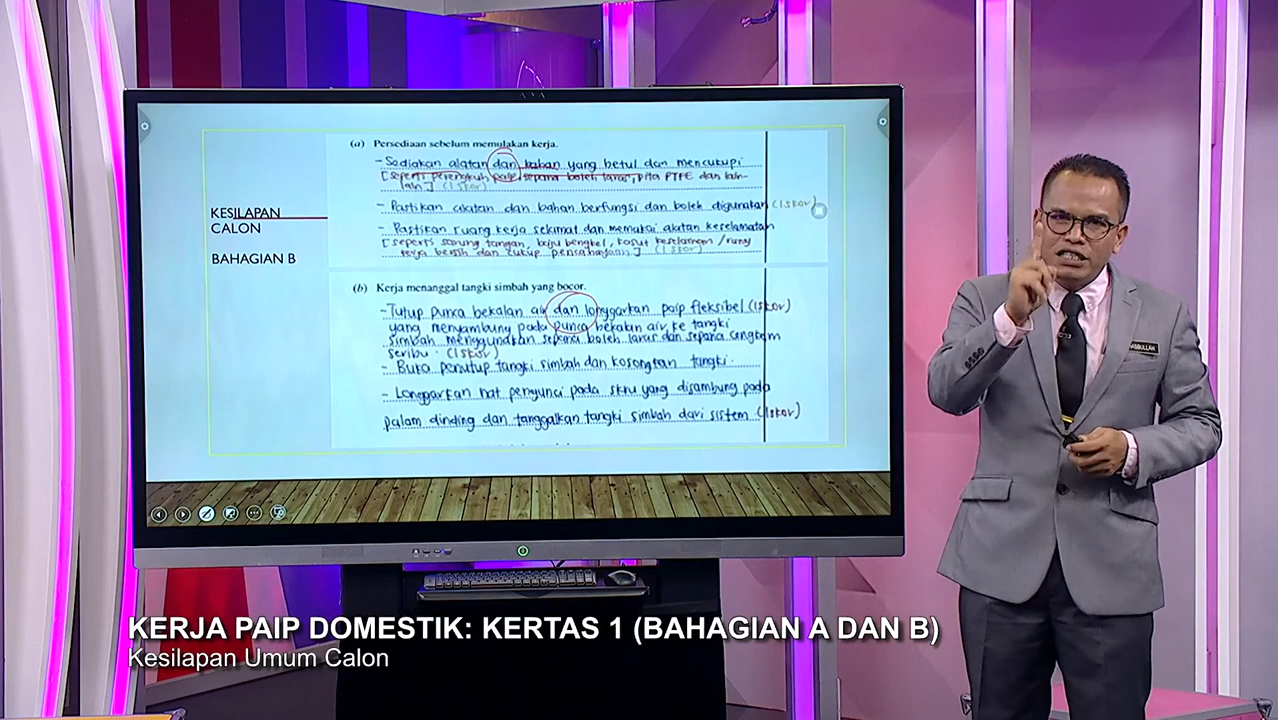 (a) Persediaan sebelum memulakan kerja.
- Sediakan alatan dan bahan yang betul dan mencukupi
[seperti perengkuh paip, sepana boleh laras, pita PTFE dan lain-
lain] (1 skor)
- Pastikan alatan dan bahan berfungsi dan boleh digunakan (1 skor)
- Pastikan ruang kerja selamat dan memakai alatan keselamatan
[seperti sarung tangan, baju bengkel, kasut keselamatan / ruang
kerja bersih dan cukup pencahayaan] (1 skor)
KESILAPAN
CALON
BAHAGIAN B
(b) Kerja menanggal tangki simbah yang bocor.
- Tutup punca bekalan air dan longgarkan paip fleksibel (1 skor)
yang menyambung pada punca bekalan air ke tangki
simbah menggunakan sepana boleh laras dan sepana cengkam
seribu. (1 skor)
- Buka penutup tangki simbah dan kosongkan tangki.
- Longgarkan nat pengunci pada skru yang disambung pada
palam dinding dan tanggalkan tangki simbah dari sistem (1 skor)
KERJA PAIP DOMESTIK: KERTAS 1 (BAHAGIAN A DAN B)
Kesilapan Umum Calon